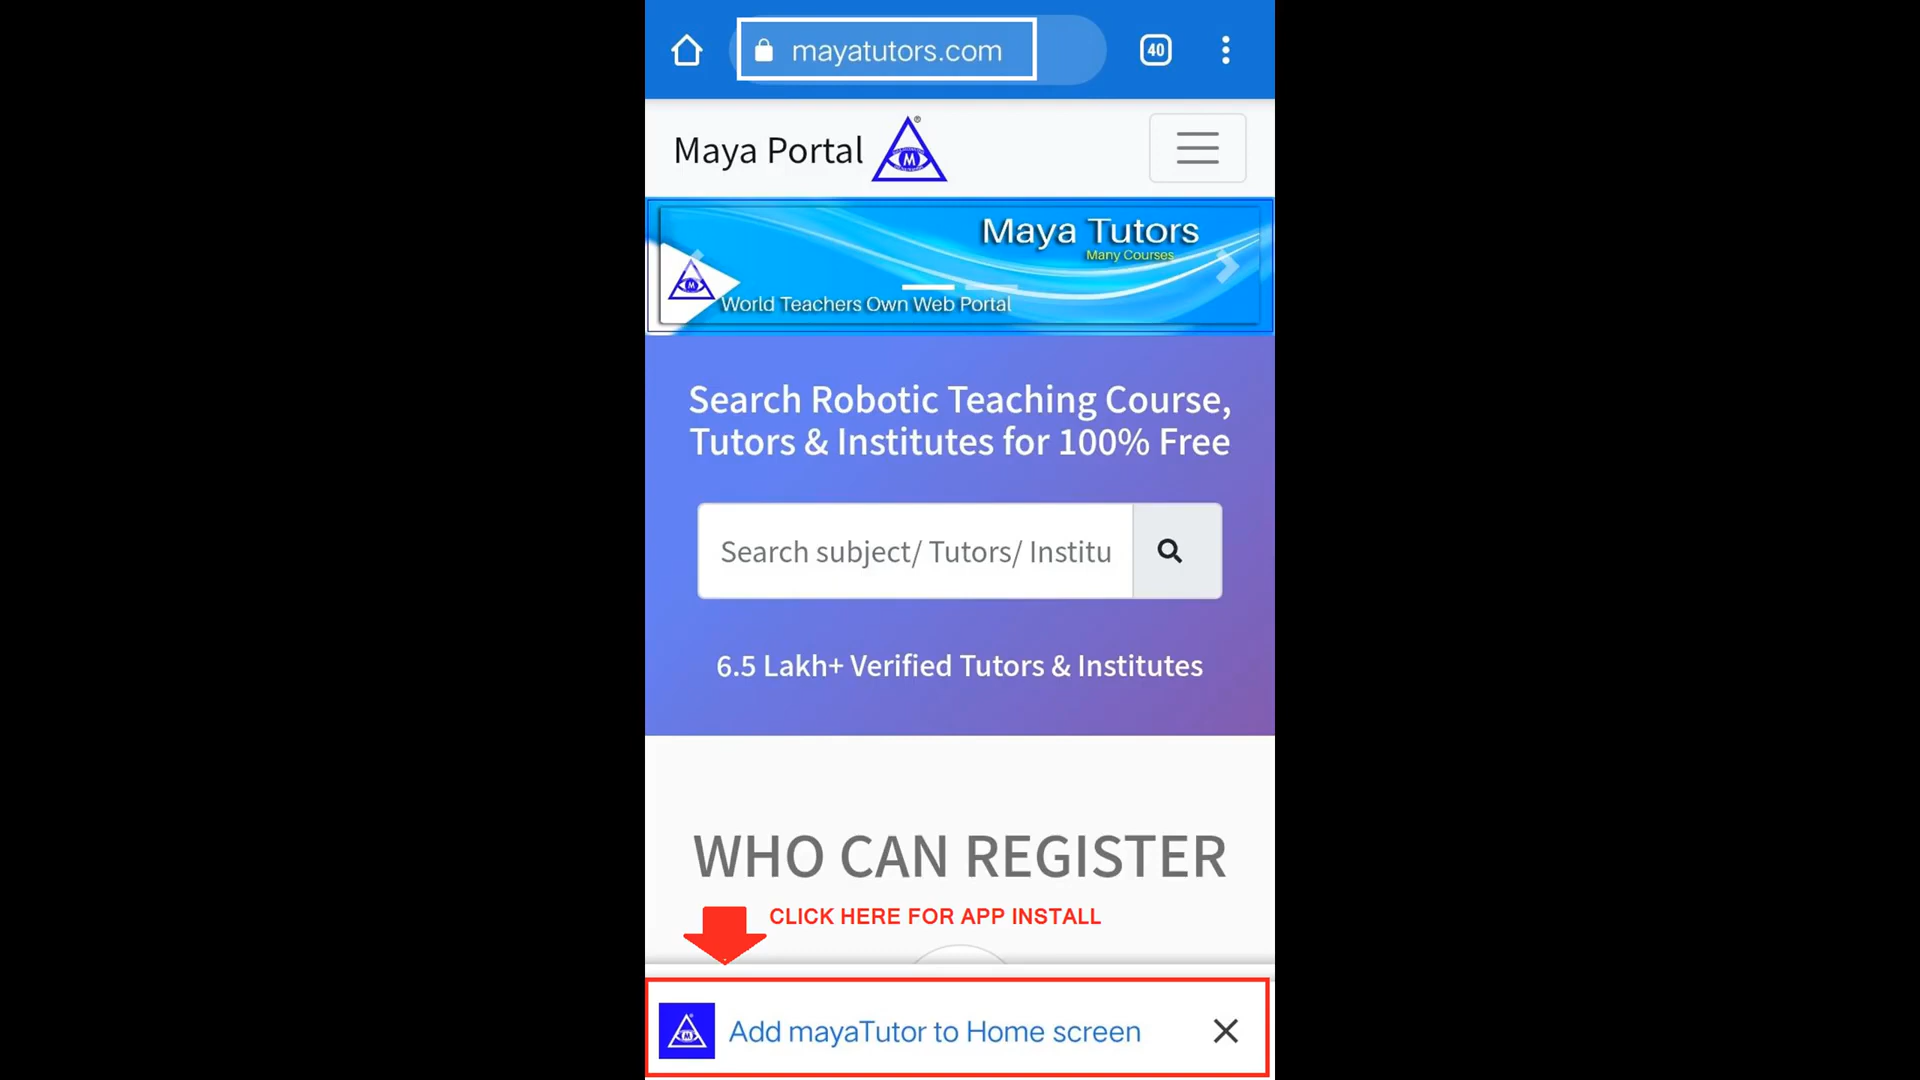 mayatutors.com
40
Maya Portal
M
Maya Tutors
Many Courses
World Teachers Own Web Portal
Search Robotic Teaching Course,
Tutors & Institutes for 100% Free
Search subject/ Tutors/ Institu
6.5 Lakh+ Verified Tutors & Institutes
WHO CAN REGISTER
CLICK HERE FOR APP INSTALL
Add mayaTutor to Home screen